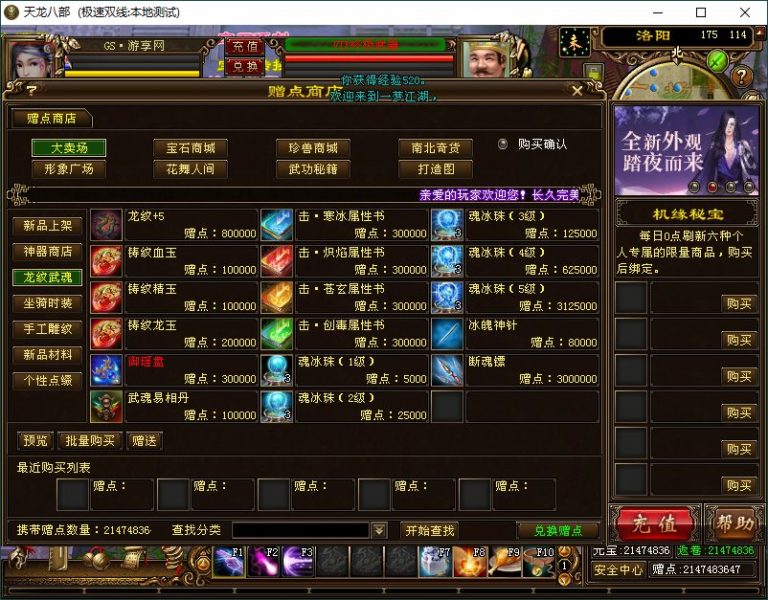 天龙八部 (极速双线:本地测试)
GS·游享网
充值
兑换
洛阳 175 114
北
你获得经验520。
欢迎来到一梦江湖,
赠点商店
赠点商店
大卖场 宝石商城 珍兽商城 南北奇货 购买确认
形象广场 花舞人间 武功秘籍 打造图
亲爱的玩家欢迎您! 长久完美
全新外观
踏夜而来
机缘秘宝
每日0点刷新六种个
人专属的限量商品,购买
后绑定。
新品上架
神器商店
龙纹武魂
坐骑时装
手工雕纹
新品材料
个性点缀
龙纹+5 赠点:800000
击·寒冰属性书 赠点:300000
魂冰珠(3级) 赠点:125000
铸纹血玉 赠点:100000
击·炽焰属性书 赠点:300000
魂冰珠(4级) 赠点:625000
铸纹精玉 赠点:100000
击·苍玄属性书 赠点:300000
魂冰珠(5级) 赠点:3125000
铸纹龙玉 赠点:200000
击·创毒属性书 赠点:300000
冰魄神针 赠点:80000
御瑶盘 赠点:300000
魂冰珠(1级) 赠点:5000
断魂镖 赠点:3000000
武魂易相丹 赠点:100000
魂冰珠(2级) 赠点:25000
购买
购买
购买
购买
购买
购买
预览 批量购买 赠送
最近购买列表
赠点: 赠点: 赠点: 赠点: 赠点:
携带赠点数量:21474836 查找分类 开始查找 兑换赠点
充值 帮助
F1 F2 F3 F7 F8 F9 F10
1
元宝:21474836
安全中心 赠点:2147483647